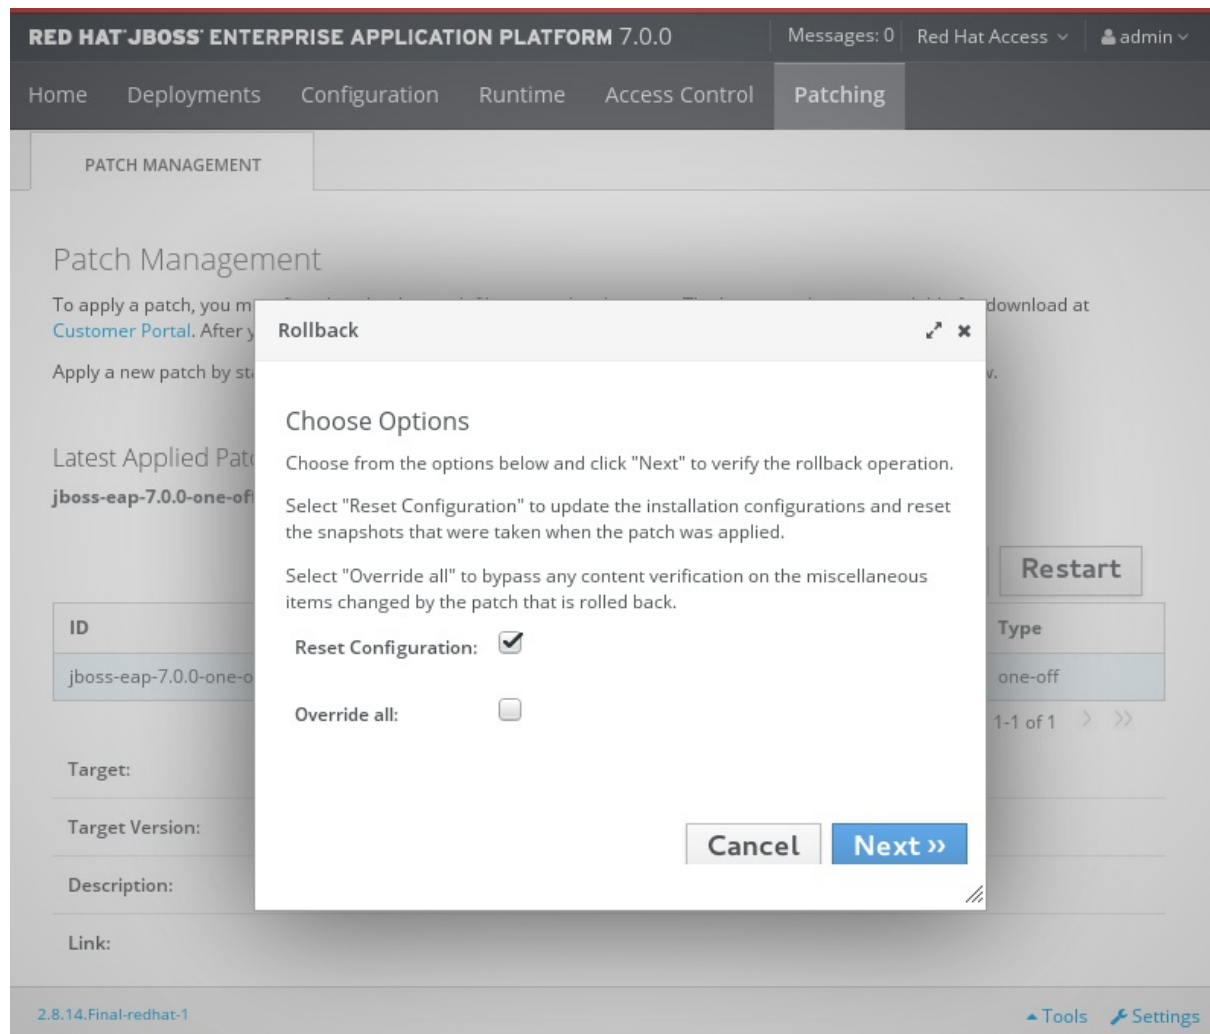 RED HAT JBOSS ENTERPRISE APPLICATION PLATFORM 7.0.0
Messages: 0
Red Hat Access
admin
Home
Deployments
Configuration
Runtime
Access Control
Patching
PATCH MANAGEMENT
Patch Management
To apply a patch, you
download at
Customer Portal. After
Apply a new patch by
Latest Applied
jboss-eap-7.0.0-one-of
Restart
ID
Type
jboss-eap-7.0.0-one-o
one-off
1-1 of 1
Target:
Target Version:
Description:
Link:
Rollback
Choose Options
Choose from the options below and click "Next" to verify the rollback operation.
Select "Reset Configuration" to update the installation configurations and reset
the snapshots that were taken when the patch was applied.
Select "Override all" to bypass any content verification on the miscellaneous
items changed by the patch that is rolled back.
Reset Configuration:
Override all:
Cancel
Next »
2.8.14.Final-redhat-1
Tools
Settings